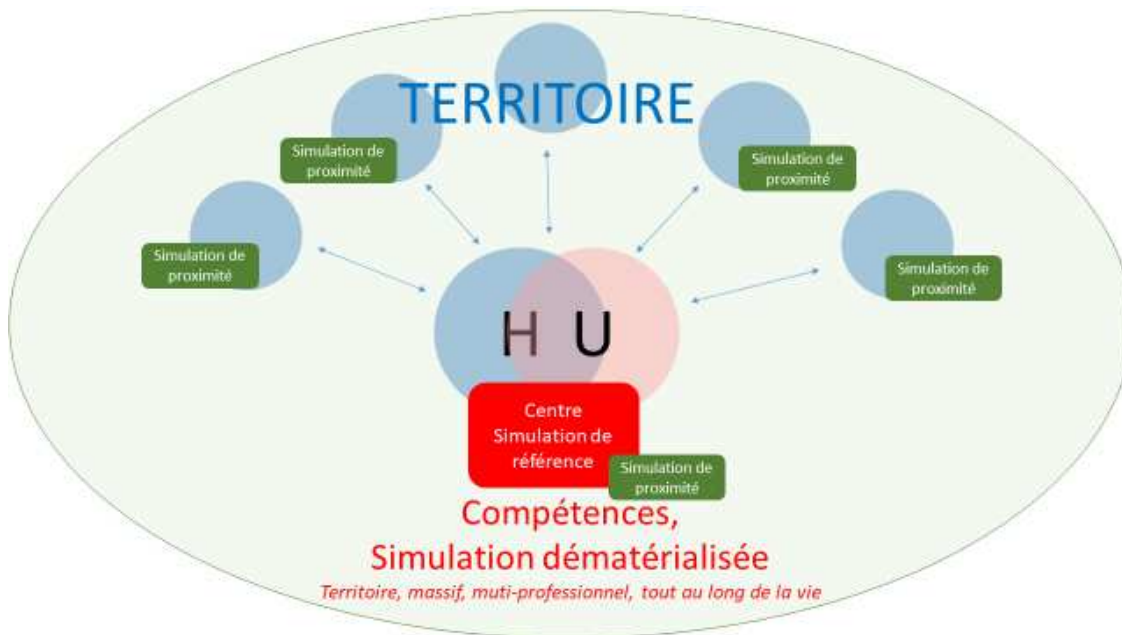 TERRITOIRE
Simulation de
proximité
Simulation de
proximité
Simulation de
proximité
Simulation de
proximité
H U
Centre
Simulation de
référence
Simulation de
proximité
Compétences,
Simulation dématérialisée
Territoire, massif, muti-professionnel, tout au long de la vie